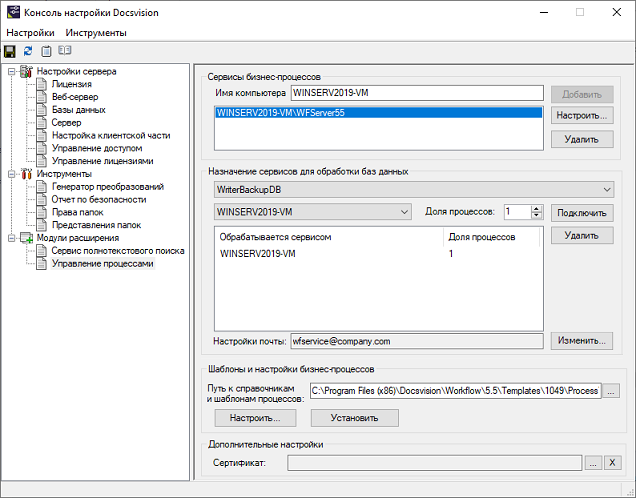 Консоль настройки Docsvision
Настройки Инструменты
Настройки сервера
Лицензия
Веб-сервер
Базы данных
Сервер
Настройка клиентской части
Управление доступом
Управление лицензиями
Инструменты
Генератор преобразований
Отчет по безопасности
Права папок
Представления папок
Модули расширения
Сервис полнотекстового поиска
Управление процессами
Сервисы бизнес-процессов
Имя компьютера WINSERV2019-VM Добавить
WINSERV2019-VM\WFServer55 Настроить...
Удалить
Назначение сервисов для обработки баз данных
WriterBackupDB
WINSERV2019-VM Доля процессов: 1 Подключить
Обрабатывается сервисом Доля процессов Удалить
WINSERV2019-VM 1
Настройки почты: wfservice@company.com Изменить...
Шаблоны и настройки бизнес-процессов
Путь к справочникам
и шаблонам процессов: C:\Program Files (x86)\Docsvision\Workflow\5.5\Templates\1049\Process ...
Настроить... Установить
Дополнительные настройки
Сертификат: ... X